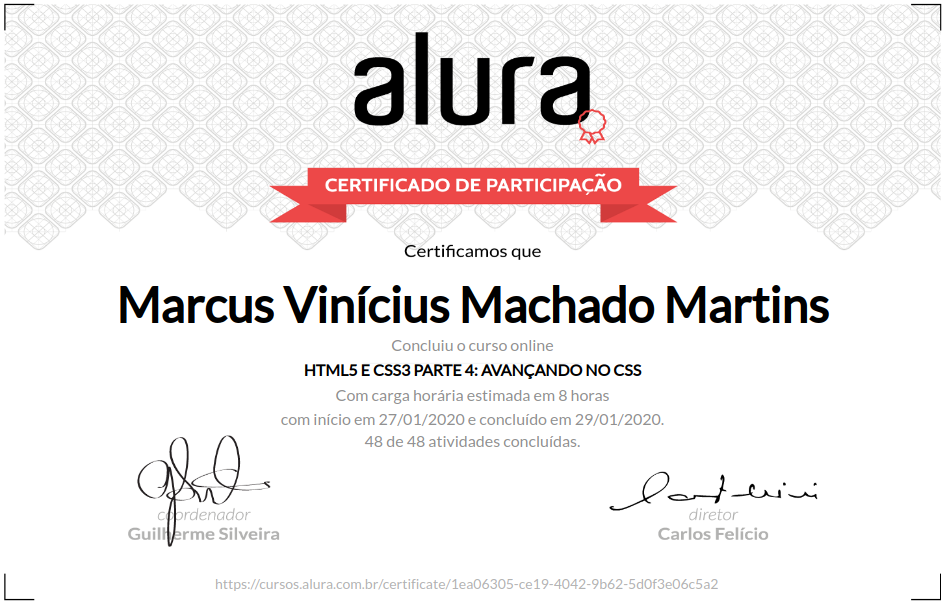 alura
CERTIFICADO DE PARTICIPAÇÃO
Certificamos que
Marcus Vinícius Machado Martins
Concluiu o curso online
HTML5 E CSS3 PARTE 4: AVANÇANDO NO CSS
Com carga horária estimada em 8 horas
com início em 27/01/2020 e concluído em 29/01/2020.
48 de 48 atividades concluídas.
coordenador
Guilherme Silveira
diretor
Carlos Felício
https://cursos.alura.com.br/certificate/1ea06305-ce19-4042-9b62-5d0f3e06c5a2